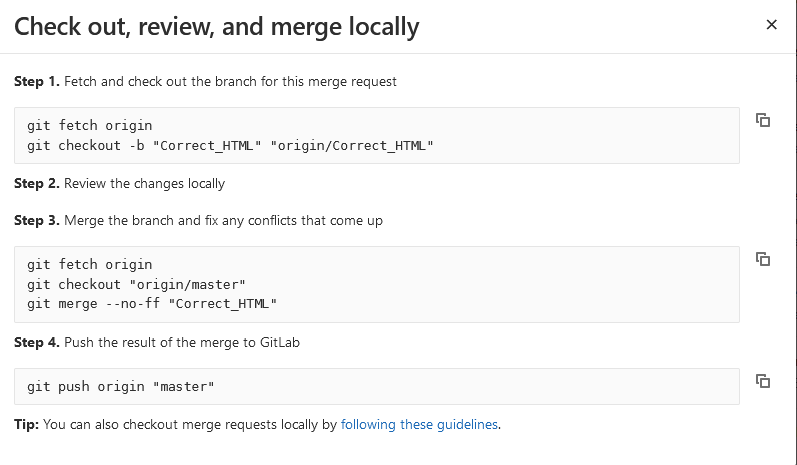 Check out, review, and merge locally
Step 1. Fetch and check out the branch for this merge request
git fetch origin
git checkout -b "Correct_HTML" "origin/Correct_HTML"
Step 2. Review the changes locally
Step 3. Merge the branch and fix any conflicts that come up
git fetch origin
git checkout "origin/master"
git merge --no-ff "Correct_HTML"
Step 4. Push the result of the merge to GitLab
git push origin "master"
Tip: You can also checkout merge requests locally by following these guidelines.